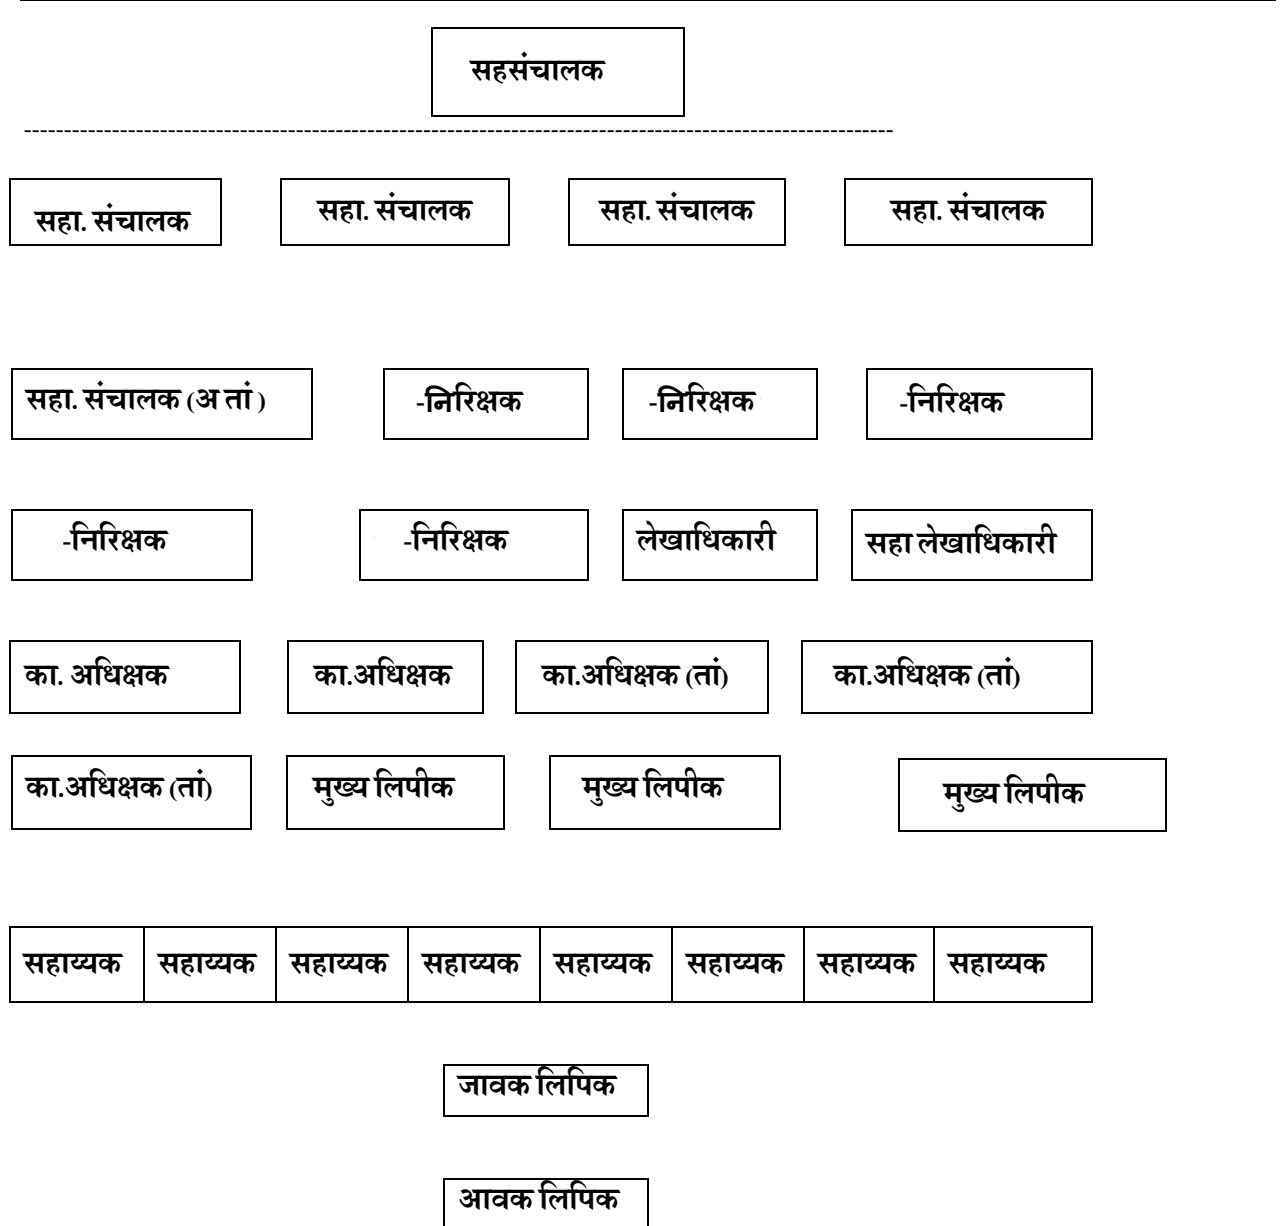 सहसंचालक
--------------------------------------------------------------------------------------------------------------
सहा. संचालक सहा. संचालक सहा. संचालक सहा. संचालक
सहा. संचालक (अ तां ) -निरिक्षक -निरिक्षक -निरिक्षक
-निरिक्षक -निरिक्षक लेखाधिकारी सहा लेखाधिकारी
का. अधिक्षक का.अधिक्षक का.अधिक्षक (तां) का.अधिक्षक (तां)
का.अधिक्षक (तां) मुख्य लिपीक मुख्य लिपीक मुख्य लिपीक
सहाय्यक सहाय्यक सहाय्यक सहाय्यक सहाय्यक सहाय्यक सहाय्यक सहाय्यक
जावक लिपिक
आवक लिपिक